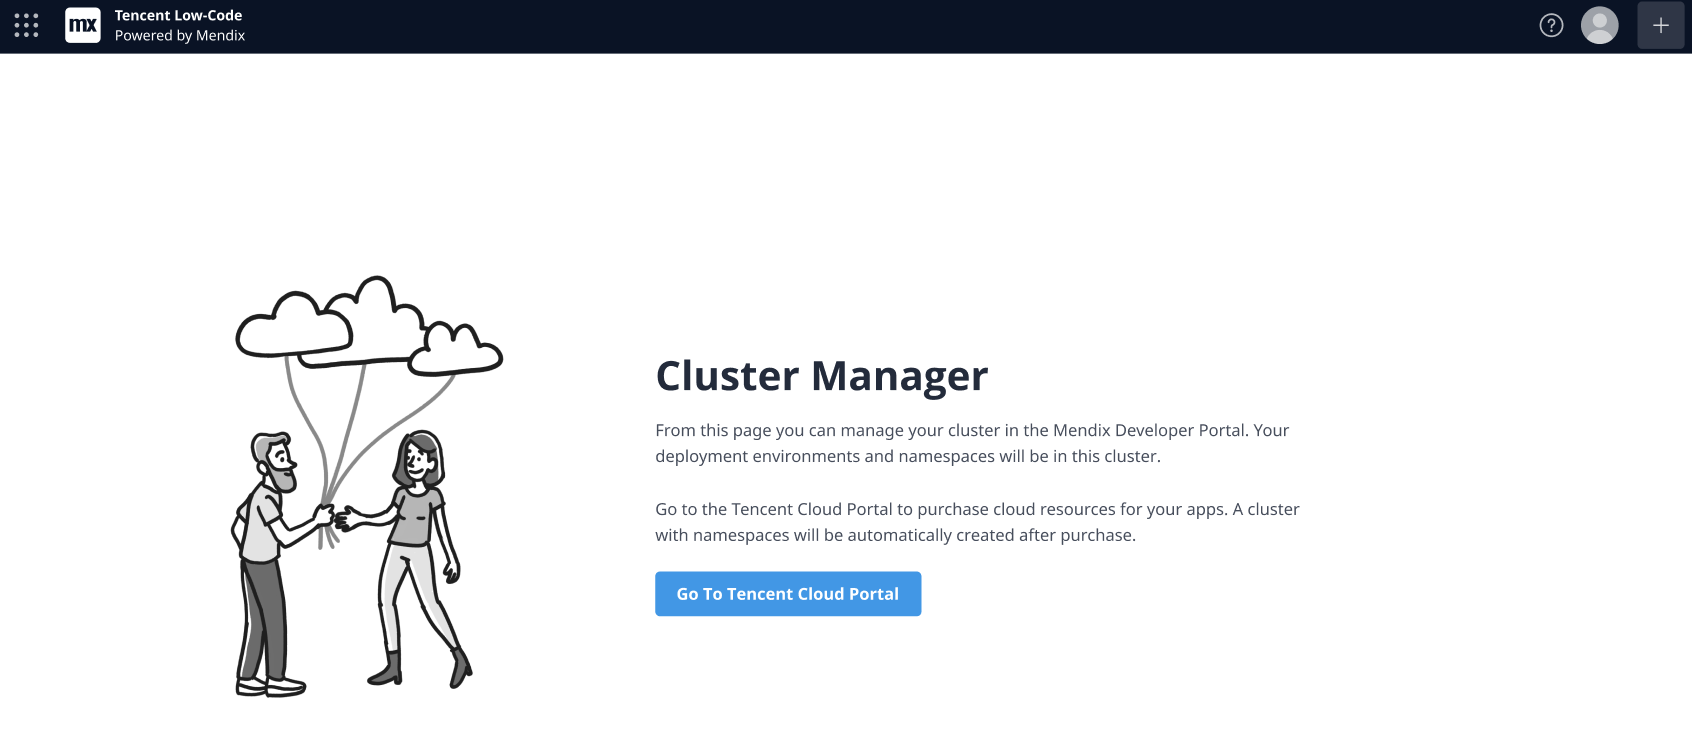 mx
Tencent Low-Code
Powered by Mendix
?
Cluster Manager
From this page you can manage your cluster in the Mendix Developer Portal. Your
deployment environments and namespaces will be in this cluster.
Go to the Tencent Cloud Portal to purchase cloud resources for your apps. A cluster
with namespaces will be automatically created after purchase.
Go To Tencent Cloud Portal